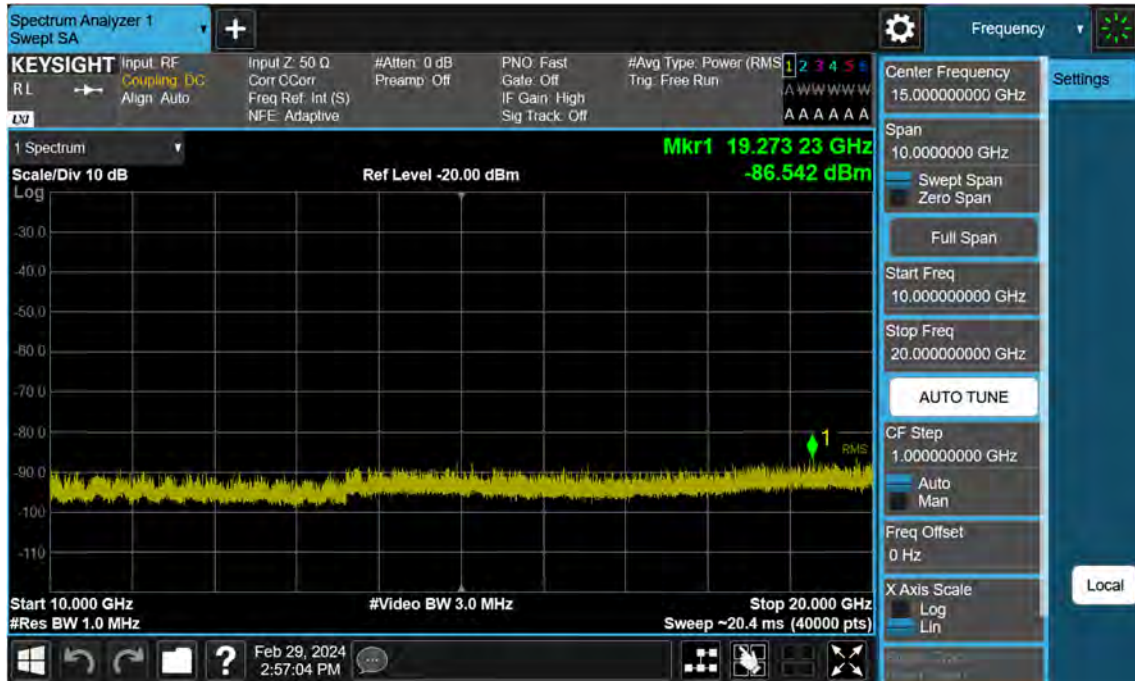 Spectrum Analyzer 1
Swept SA
Frequency
KEYSIGHT
RL
LXI
Input: RF
Coupling: DC
Align: Auto
Input Z: 50 Ω
Corr CCorr
Freq Ref: Int (S)
NFE: Adaptive
#Atten: 0 dB
Preamp: Off
PNO: Fast
Gate: Off
IF Gain: High
Sig Track: Off
#Avg Type: Power (RMS
Trig: Free Run
1 2 3 4 5 6
A W W W W W
A A A A A A
1 Spectrum
Scale/Div 10 dB
Ref Level -20.00 dBm
Mkr1 19.273 23 GHz
-86.542 dBm
Log
-30.0
-40.0
-50.0
-60.0
-70.0
-80.0
-90.0
-100
-110
1
RMS
Start 10.000 GHz
#Video BW 3.0 MHz
Stop 20.000 GHz
#Res BW 1.0 MHz
Sweep ~20.4 ms (40000 pts)
Feb 29, 2024
2:57:04 PM
Center Frequency
15.000000000 GHz
Settings
Span
10.0000000 GHz
Swept Span
Zero Span
Full Span
Start Freq
10.000000000 GHz
Stop Freq
20.000000000 GHz
AUTO TUNE
CF Step
1.000000000 GHz
Auto
Man
Freq Offset
0 Hz
X Axis Scale
Log
Lin
Local